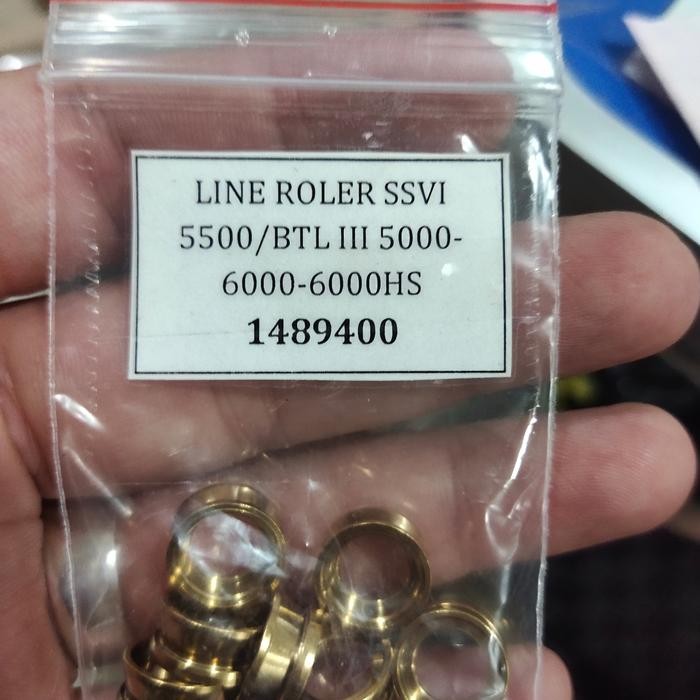 LINE ROLER SSVI
5500/BTL III 5000-
6000-6000HS
1489400